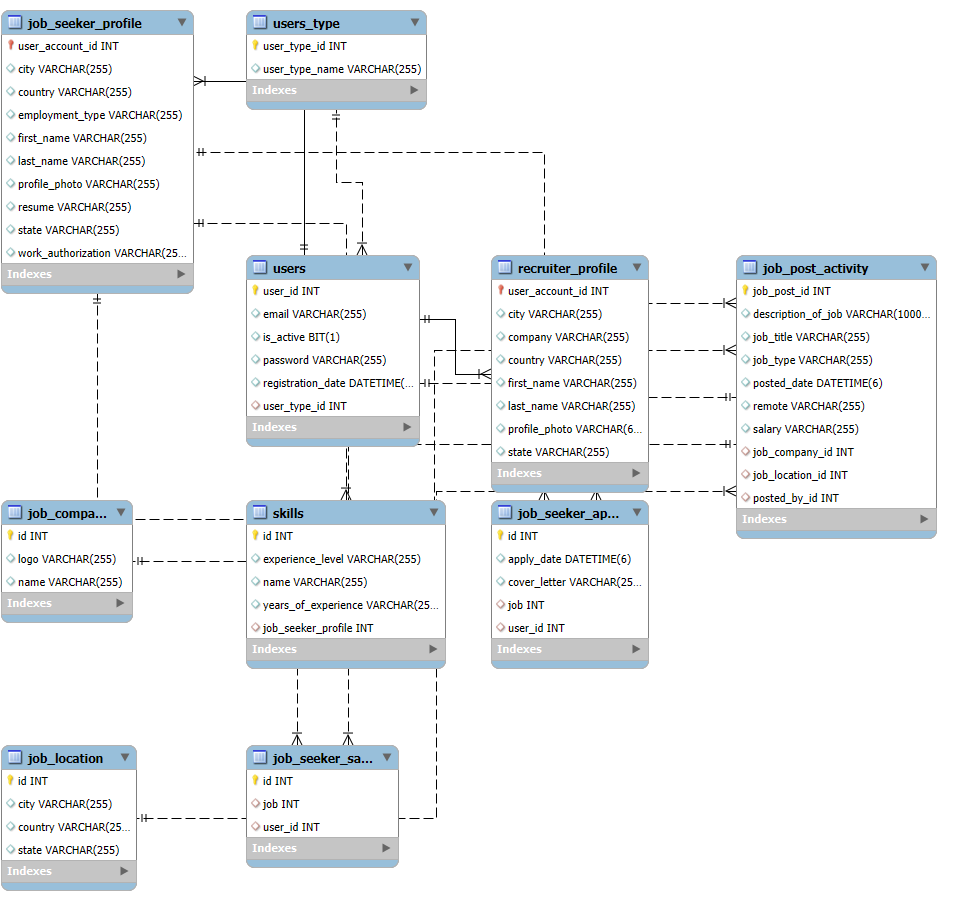 job_seeker_profile
user_account_id INT
city VARCHAR(255)
country VARCHAR(255)
employment_type VARCHAR(255)
first_name VARCHAR(255)
last_name VARCHAR(255)
profile_photo VARCHAR(255)
resume VARCHAR(255)
state VARCHAR(255)
work_authorization VARCHAR(25...
Indexes
users_type
user_type_id INT
user_type_name VARCHAR(255)
Indexes
users
user_id INT
email VARCHAR(255)
is_active BIT(1)
password VARCHAR(255)
registration_date DATETIME(...
user_type_id INT
Indexes
recruiter_profile
user_account_id INT
city VARCHAR(255)
company VARCHAR(255)
country VARCHAR(255)
first_name VARCHAR(255)
last_name VARCHAR(255)
profile_photo VARCHAR(6...
state VARCHAR(255)
Indexes
job_post_activity
job_post_id INT
description_of_job VARCHAR(1000...
job_title VARCHAR(255)
job_type VARCHAR(255)
posted_date DATETIME(6)
remote VARCHAR(255)
salary VARCHAR(255)
job_company_id INT
job_location_id INT
posted_by_id INT
Indexes
job_compa...
id INT
logo VARCHAR(255)
name VARCHAR(255)
Indexes
skills
id INT
experience_level VARCHAR(255)
name VARCHAR(255)
years_of_experience VARCHAR(25...
job_seeker_profile INT
Indexes
job_seeker_ap...
id INT
apply_date DATETIME(6)
cover_letter VARCHAR(25...
job INT
user_id INT
Indexes
job_location
id INT
city VARCHAR(255)
country VARCHAR(25...
state VARCHAR(255)
Indexes
job_seeker_sa...
id INT
job INT
user_id INT
Indexes